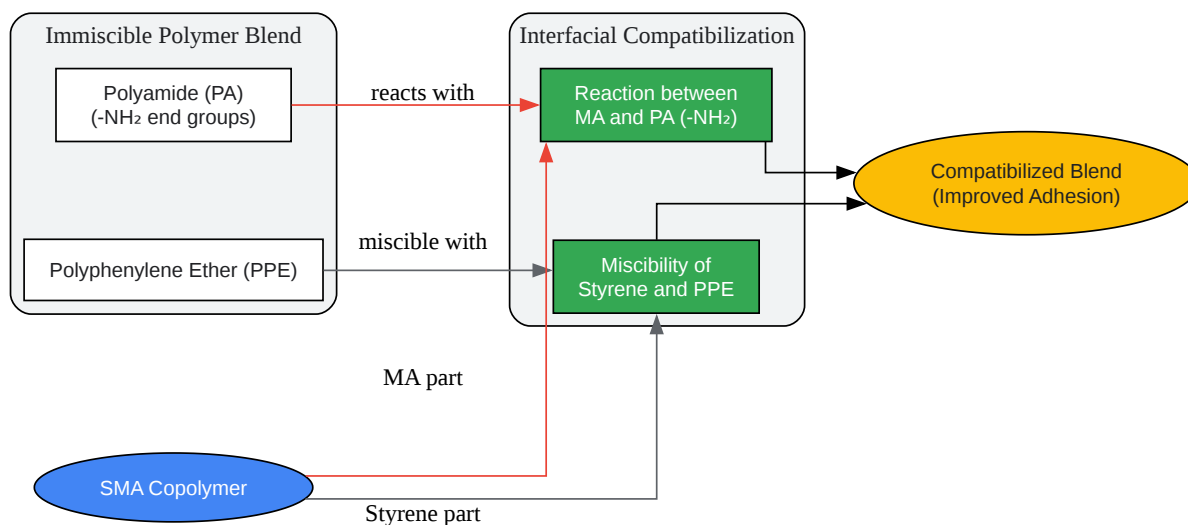 Immiscible Polymer Blend
Interfacial Compatibilization
Polyamide (PA)
(-NH₂ end groups)
reacts with
Reaction between
MA and PA (-NH₂)
Compatibilized Blend
(Improved Adhesion)
Polyphenylene Ether (PPE)
miscible with
Miscibility of
Styrene and PPE
MA part
SMA Copolymer
Styrene part